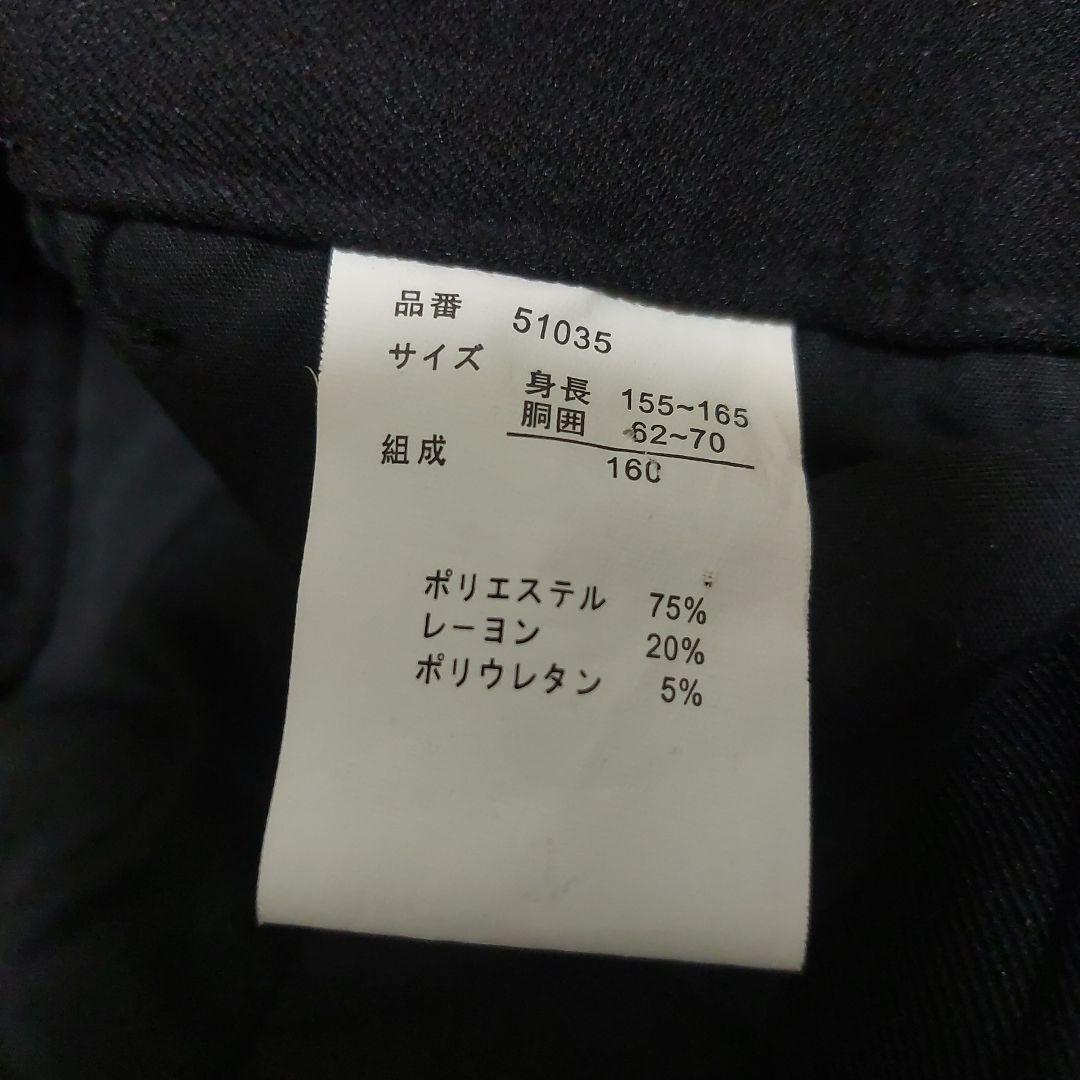 品番 51035
サイズ
身長 155~165
胴囲 62~70
160
組成
ポリエステル 75%
レーヨン 20%
ポリウレタン 5%